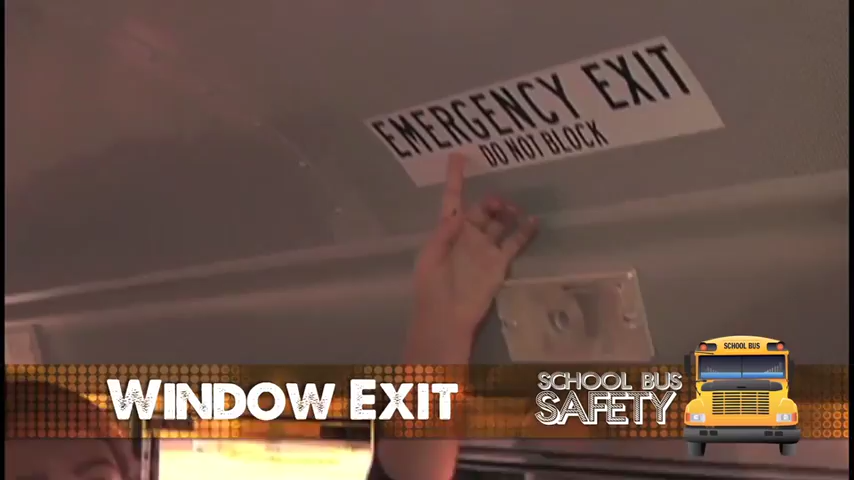 EMERGENCY EXIT
DO NOT BLOCK
WINDOW EXIT
SCHOOL BUS
SAFETY
SCHOOL BUS